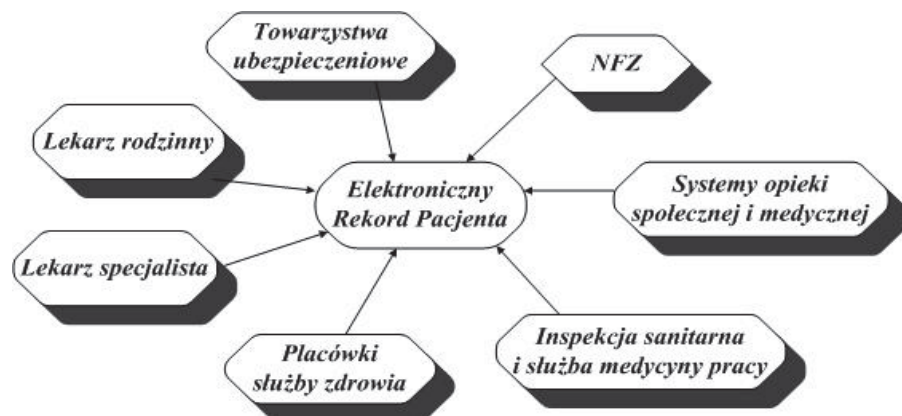 Towarzystwa
ubezpieczeniowe
NFZ
Lekarz rodzinny
Elektroniczny
Rekord Pacjenta
Systemy opieki
społecznej i medycznej
Lekarz specjalista
Placówki
służby zdrowia
Inspekcja sanitarna
i służba medycyny pracy